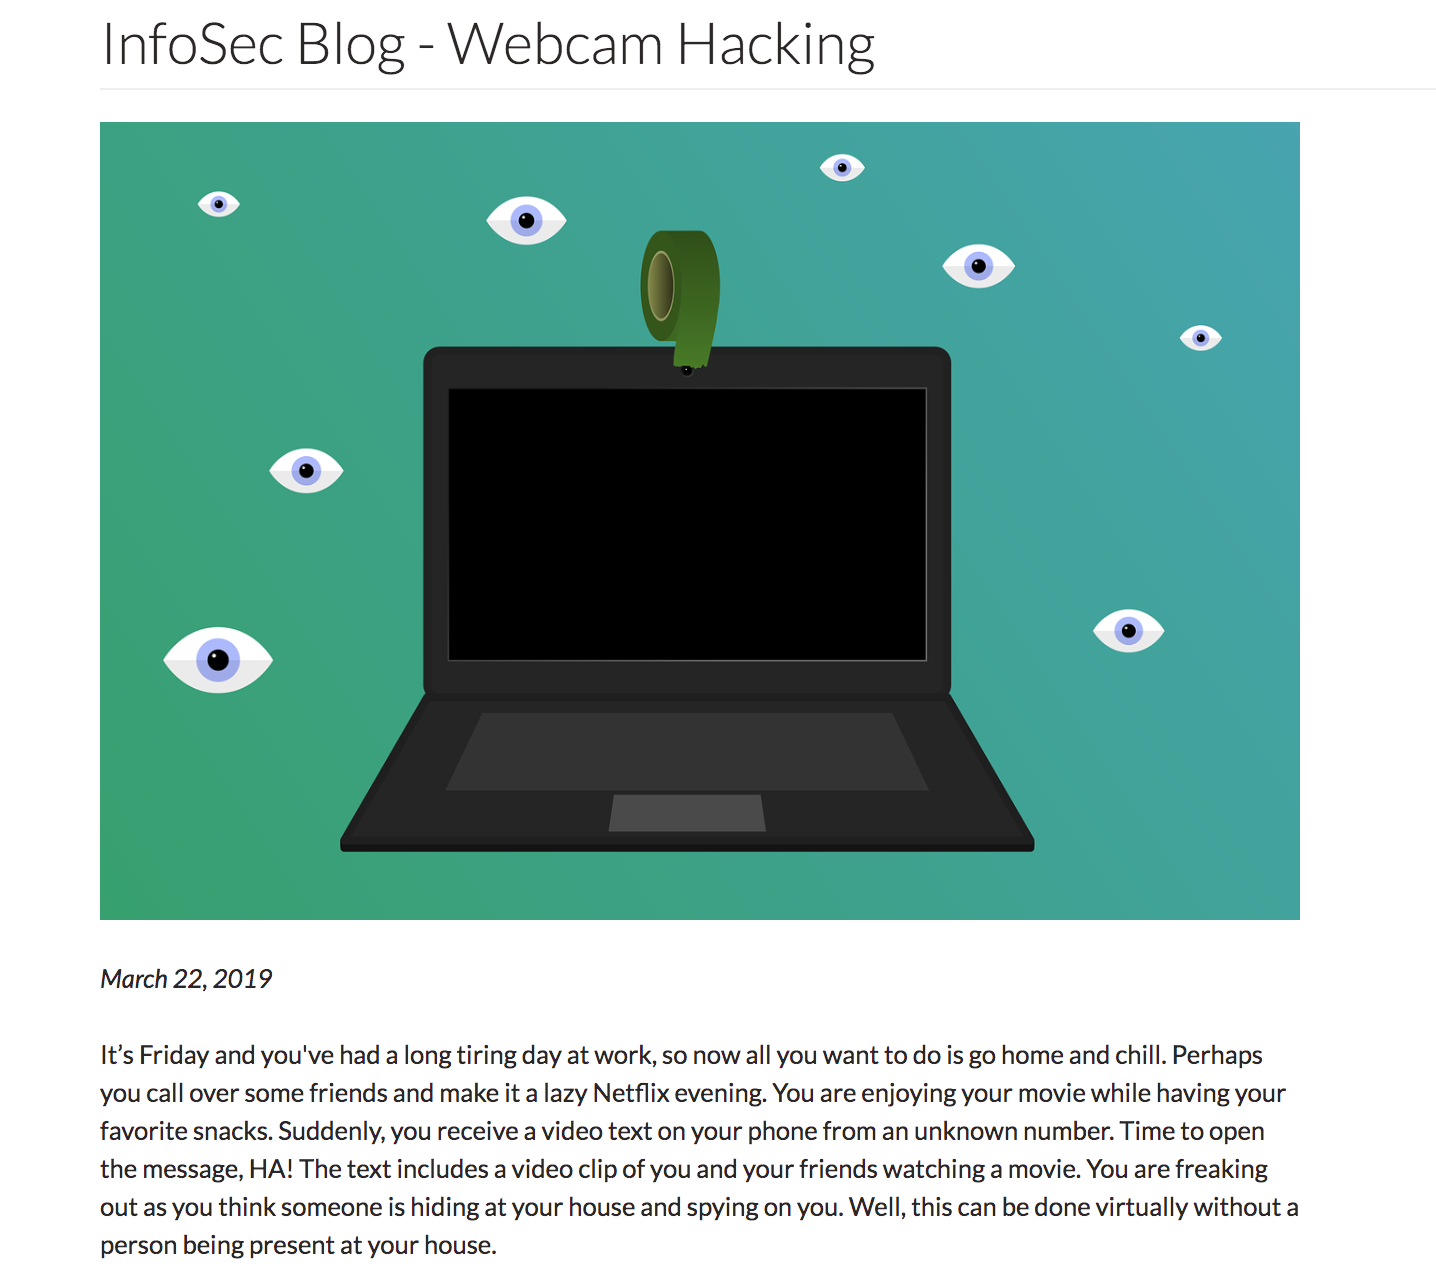 InfoSec Blog - Webcam Hacking
March 22, 2019
It’s Friday and you've had a long tiring day at work, so now all you want to do is go home and chill. Perhaps
you call over some friends and make it a lazy Netflix evening. You are enjoying your movie while having your
favorite snacks. Suddenly, you receive a video text on your phone from an unknown number. Time to open
the message, HA! The text includes a video clip of you and your friends watching a movie. You are freaking
out as you think someone is hiding at your house and spying on you. Well, this can be done virtually without a
person being present at your house.